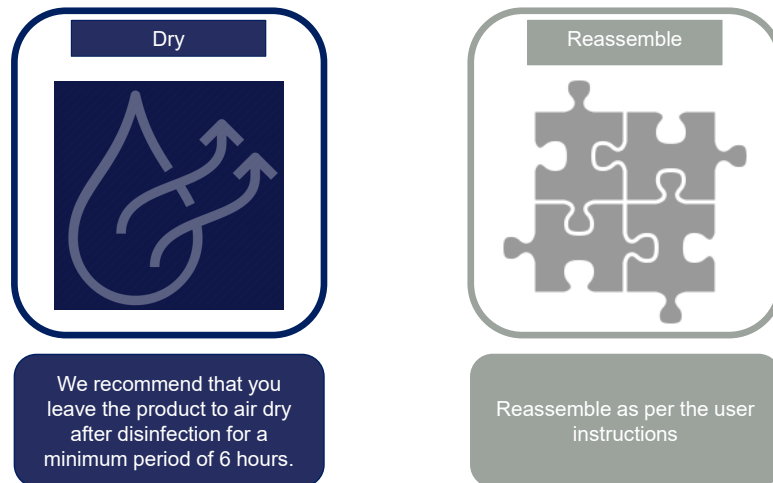 Dry
We recommend that you
leave the product to air dry
after disinfection for a
minimum period of 6 hours.
Reassemble
Reassemble as per the user
instructions